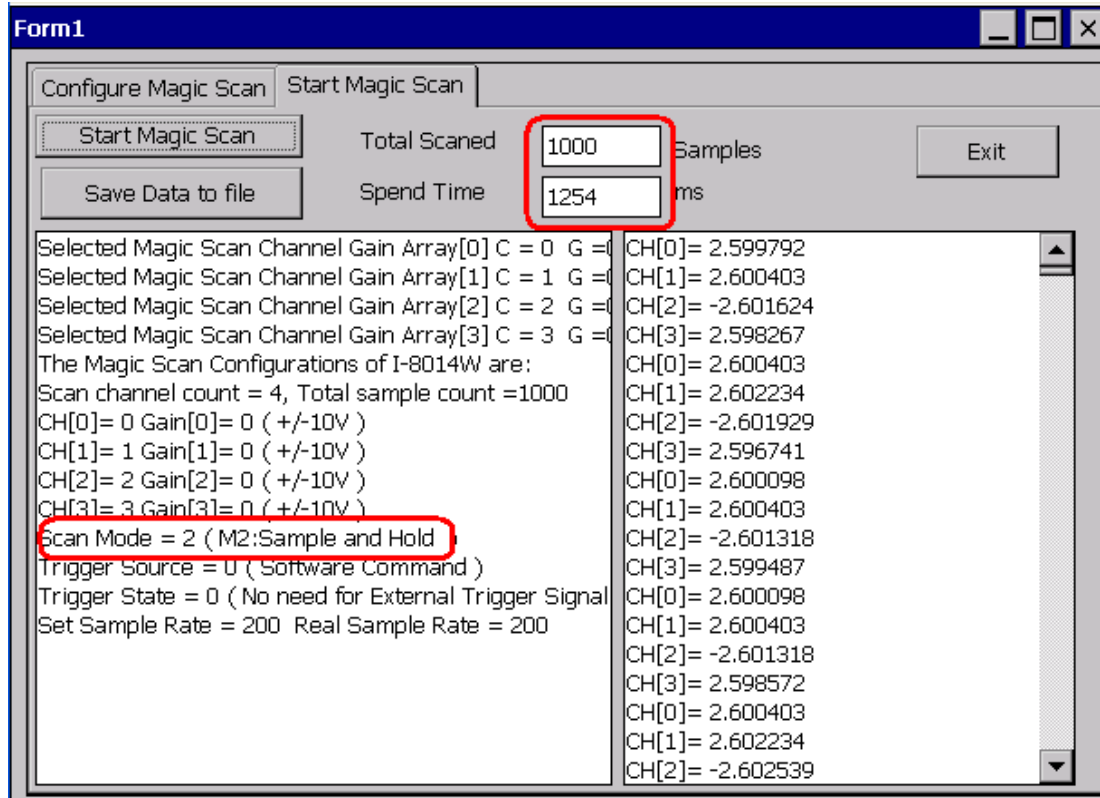 Form1
Configure Magic Scan
Start Magic Scan
Start Magic Scan
Total Scaned
1000
Samples
Exit
Save Data to file
Spend Time
1254
ms
Selected Magic Scan Channel Gain Array[0] C = 0 G =0
Selected Magic Scan Channel Gain Array[1] C = 1 G =0
Selected Magic Scan Channel Gain Array[2] C = 2 G =0
Selected Magic Scan Channel Gain Array[3] C = 3 G =0
The Magic Scan Configurations of I-8014W are:
Scan channel count = 4, Total sample count =1000
CH[0]= 0 Gain[0]= 0 ( +/-10V )
CH[1]= 1 Gain[1]= 0 ( +/-10V )
CH[2]= 2 Gain[2]= 0 ( +/-10V )
CH[3]= 3 Gain[3]= 0 ( +/-10V )
Scan Mode = 2 ( M2:Sample and Hold )
Trigger Source = 0 ( Software Command )
Trigger State = 0 ( No need for External Trigger Signal
Set Sample Rate = 200 Real Sample Rate = 200
CH[0]= 2.599792
CH[1]= 2.600403
CH[2]= -2.601624
CH[3]= 2.598267
CH[0]= 2.600403
CH[1]= 2.602234
CH[2]= -2.601929
CH[3]= 2.596741
CH[0]= 2.600098
CH[1]= 2.600403
CH[2]= -2.601318
CH[3]= 2.599487
CH[0]= 2.600098
CH[1]= 2.600403
CH[2]= -2.601318
CH[3]= 2.598572
CH[0]= 2.600403
CH[1]= 2.602234
CH[2]= -2.602539